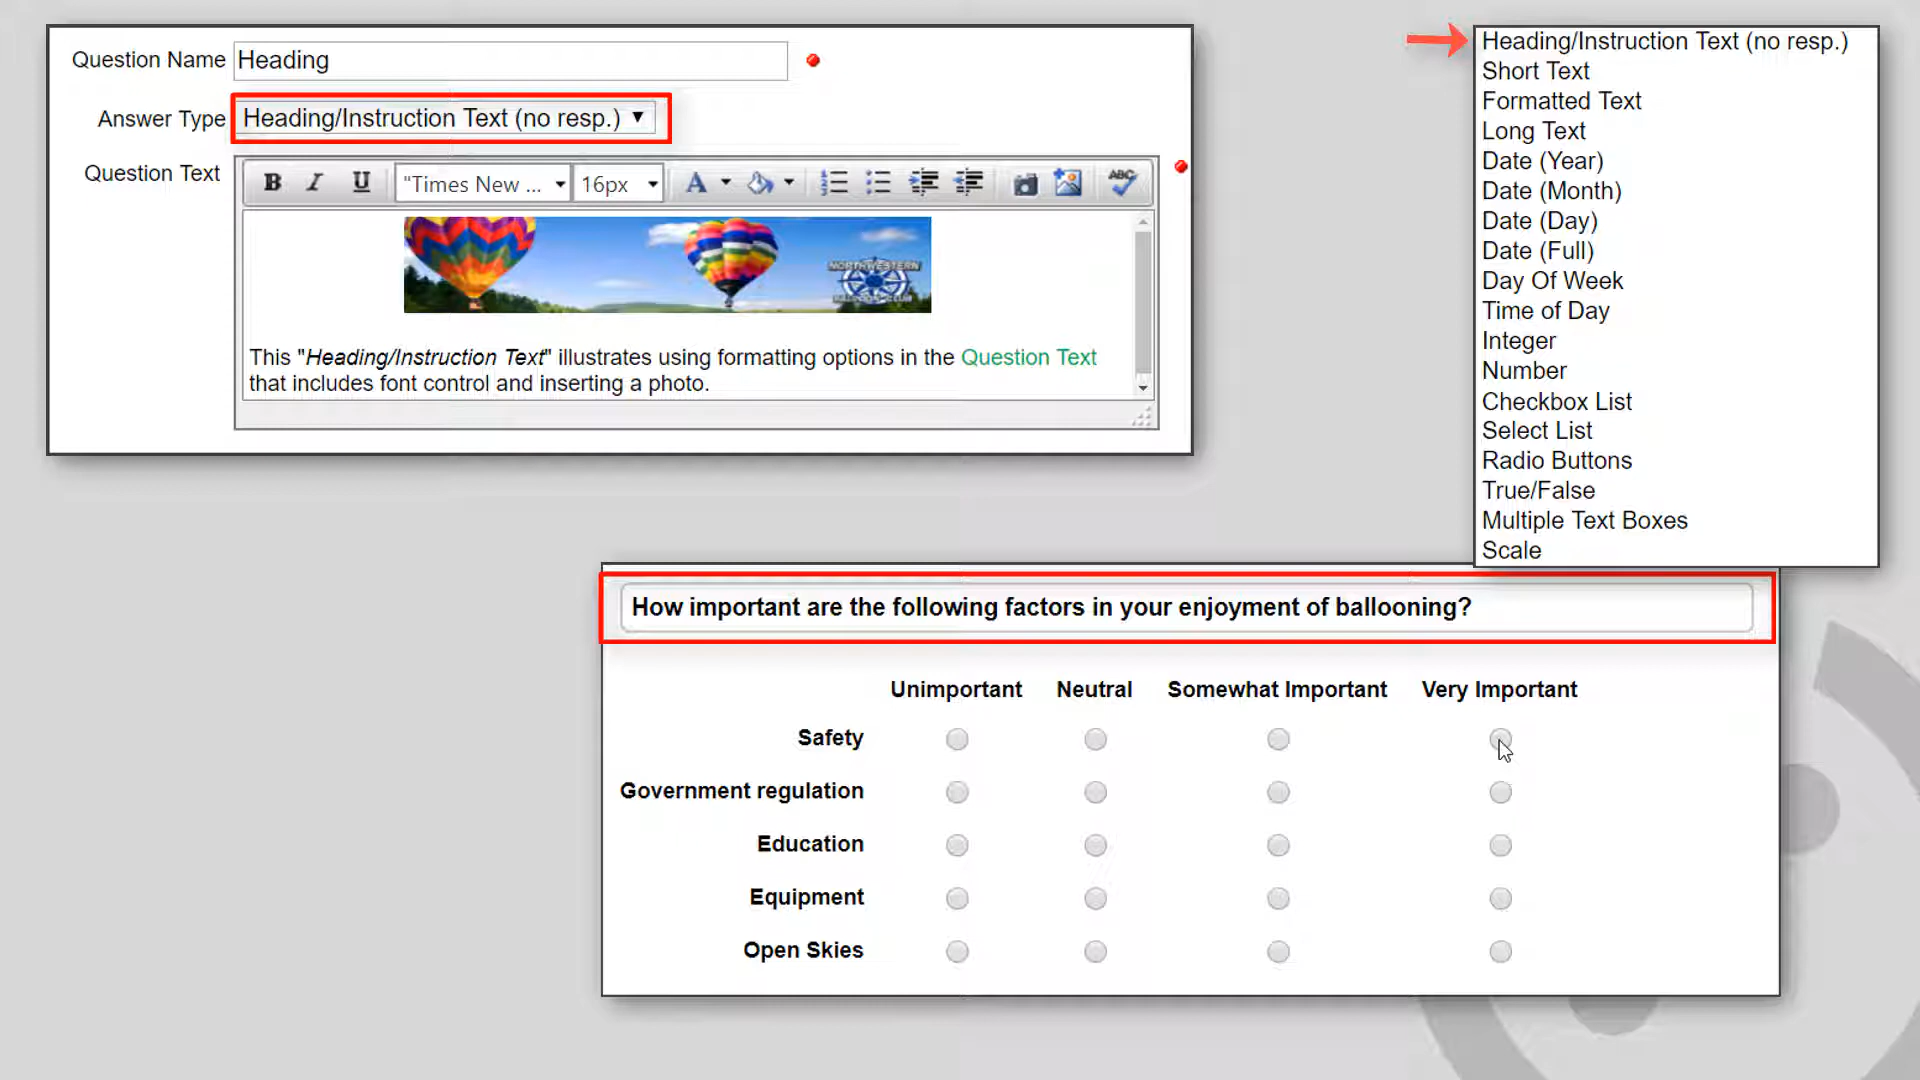 Question Name Heading
Answer Type Heading/Instruction Text (no resp.)
Question Text
B I U "Times New ... 16px A ABC
NORTHWESTERN
This "Heading/Instruction Text" illustrates using formatting options in the Question Text
that includes font control and inserting a photo.
Heading/Instruction Text (no resp.)
Short Text
Formatted Text
Long Text
Date (Year)
Date (Month)
Date (Day)
Date (Full)
Day Of Week
Time of Day
Integer
Number
Checkbox List
Select List
Radio Buttons
True/False
Multiple Text Boxes
Scale
How important are the following factors in your enjoyment of ballooning?
Unimportant Neutral Somewhat Important Very Important
Safety
Government regulation
Education
Equipment
Open Skies